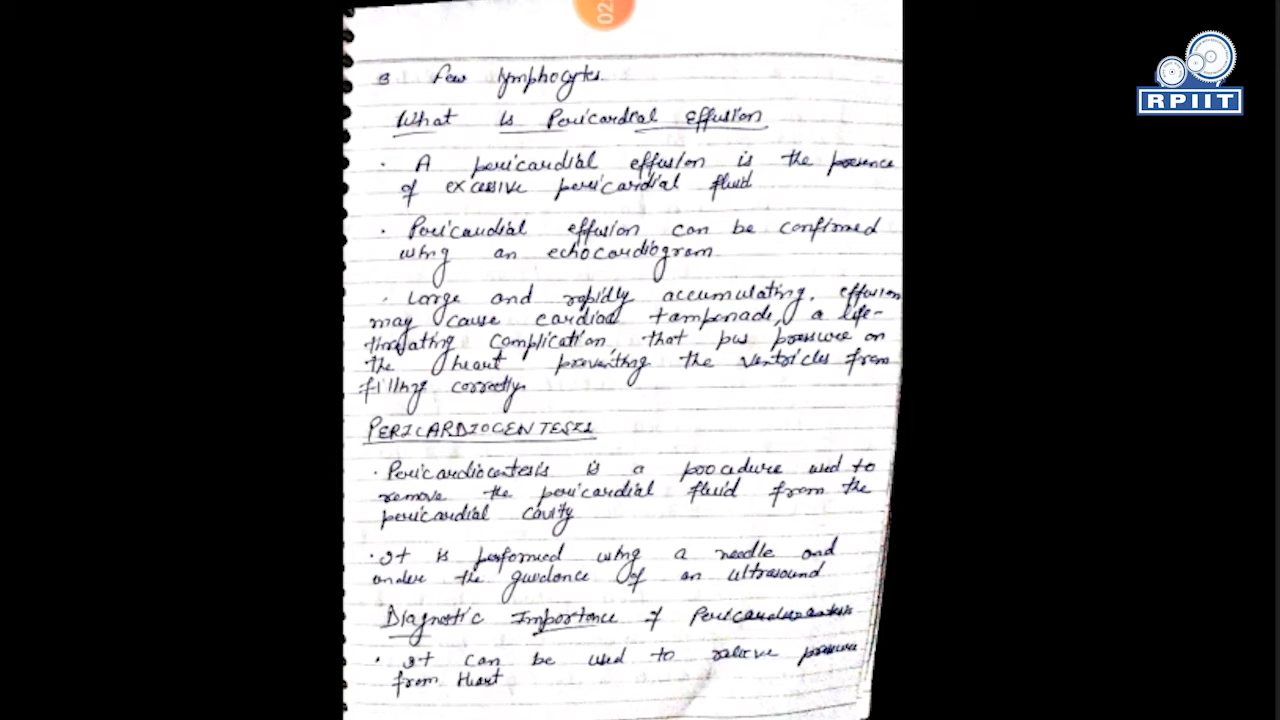 02
RPIIT
3 Few lymphocytes.
What is Pericardial Effusion
· A pericardial effusion is the presence
of excessive pericardial fluid
· Pericardial effusion can be confirmed
using an echocardiogram
· Large and rapidly accumulating, effusion
may cause cardiac tampenade, a life-
threating complication that puts pressure on
the heart preventing the ventricles from
filling correctly.
PERICARDIOCENTESIS
· Pericardiocentesis is a procedure used to
remove the pericardial fluid from the
pericardial cavity
· It is performed using a needle and
under the guidance of an ultrasound
Diagnostic Importance of Pericardiocentesis
· It can be used to relieve pressure
from Heart